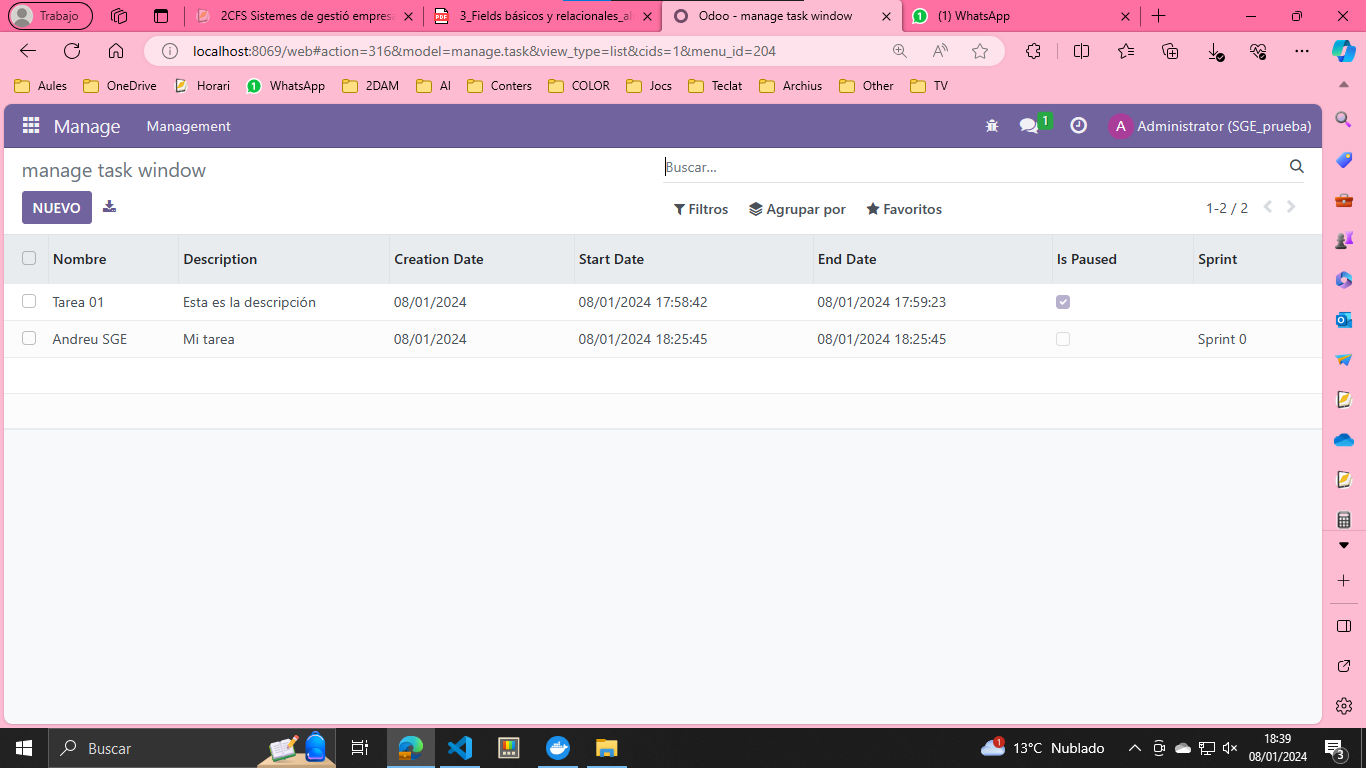 Trabajo
2CFS Sistemes de gestió empresa
3_Fields básicos y relacionales_al
Odoo - manage task window
(1) WhatsApp
localhost:8069/web#action=316&model=manage.task&view_type=list&cids=1&menu_id=204
Aules OneDrive Horari WhatsApp 2DAM AI Conters COLOR Jocs Teclat Archius Other TV
Manage Management 1 A Administrator (SGE_prueba)
manage task window Buscar...
NUEVO Filtros Agrupar por Favoritos 1-2 / 2
Nombre Description Creation Date Start Date End Date Is Paused Sprint
Tarea 01 Esta es la descripción 08/01/2024 08/01/2024 17:58:42 08/01/2024 17:59:23
Andreu SGE Mi tarea 08/01/2024 08/01/2024 18:25:45 08/01/2024 18:25:45 Sprint 0
Buscar 1 13°C Nublado 18:39
08/01/2024 3